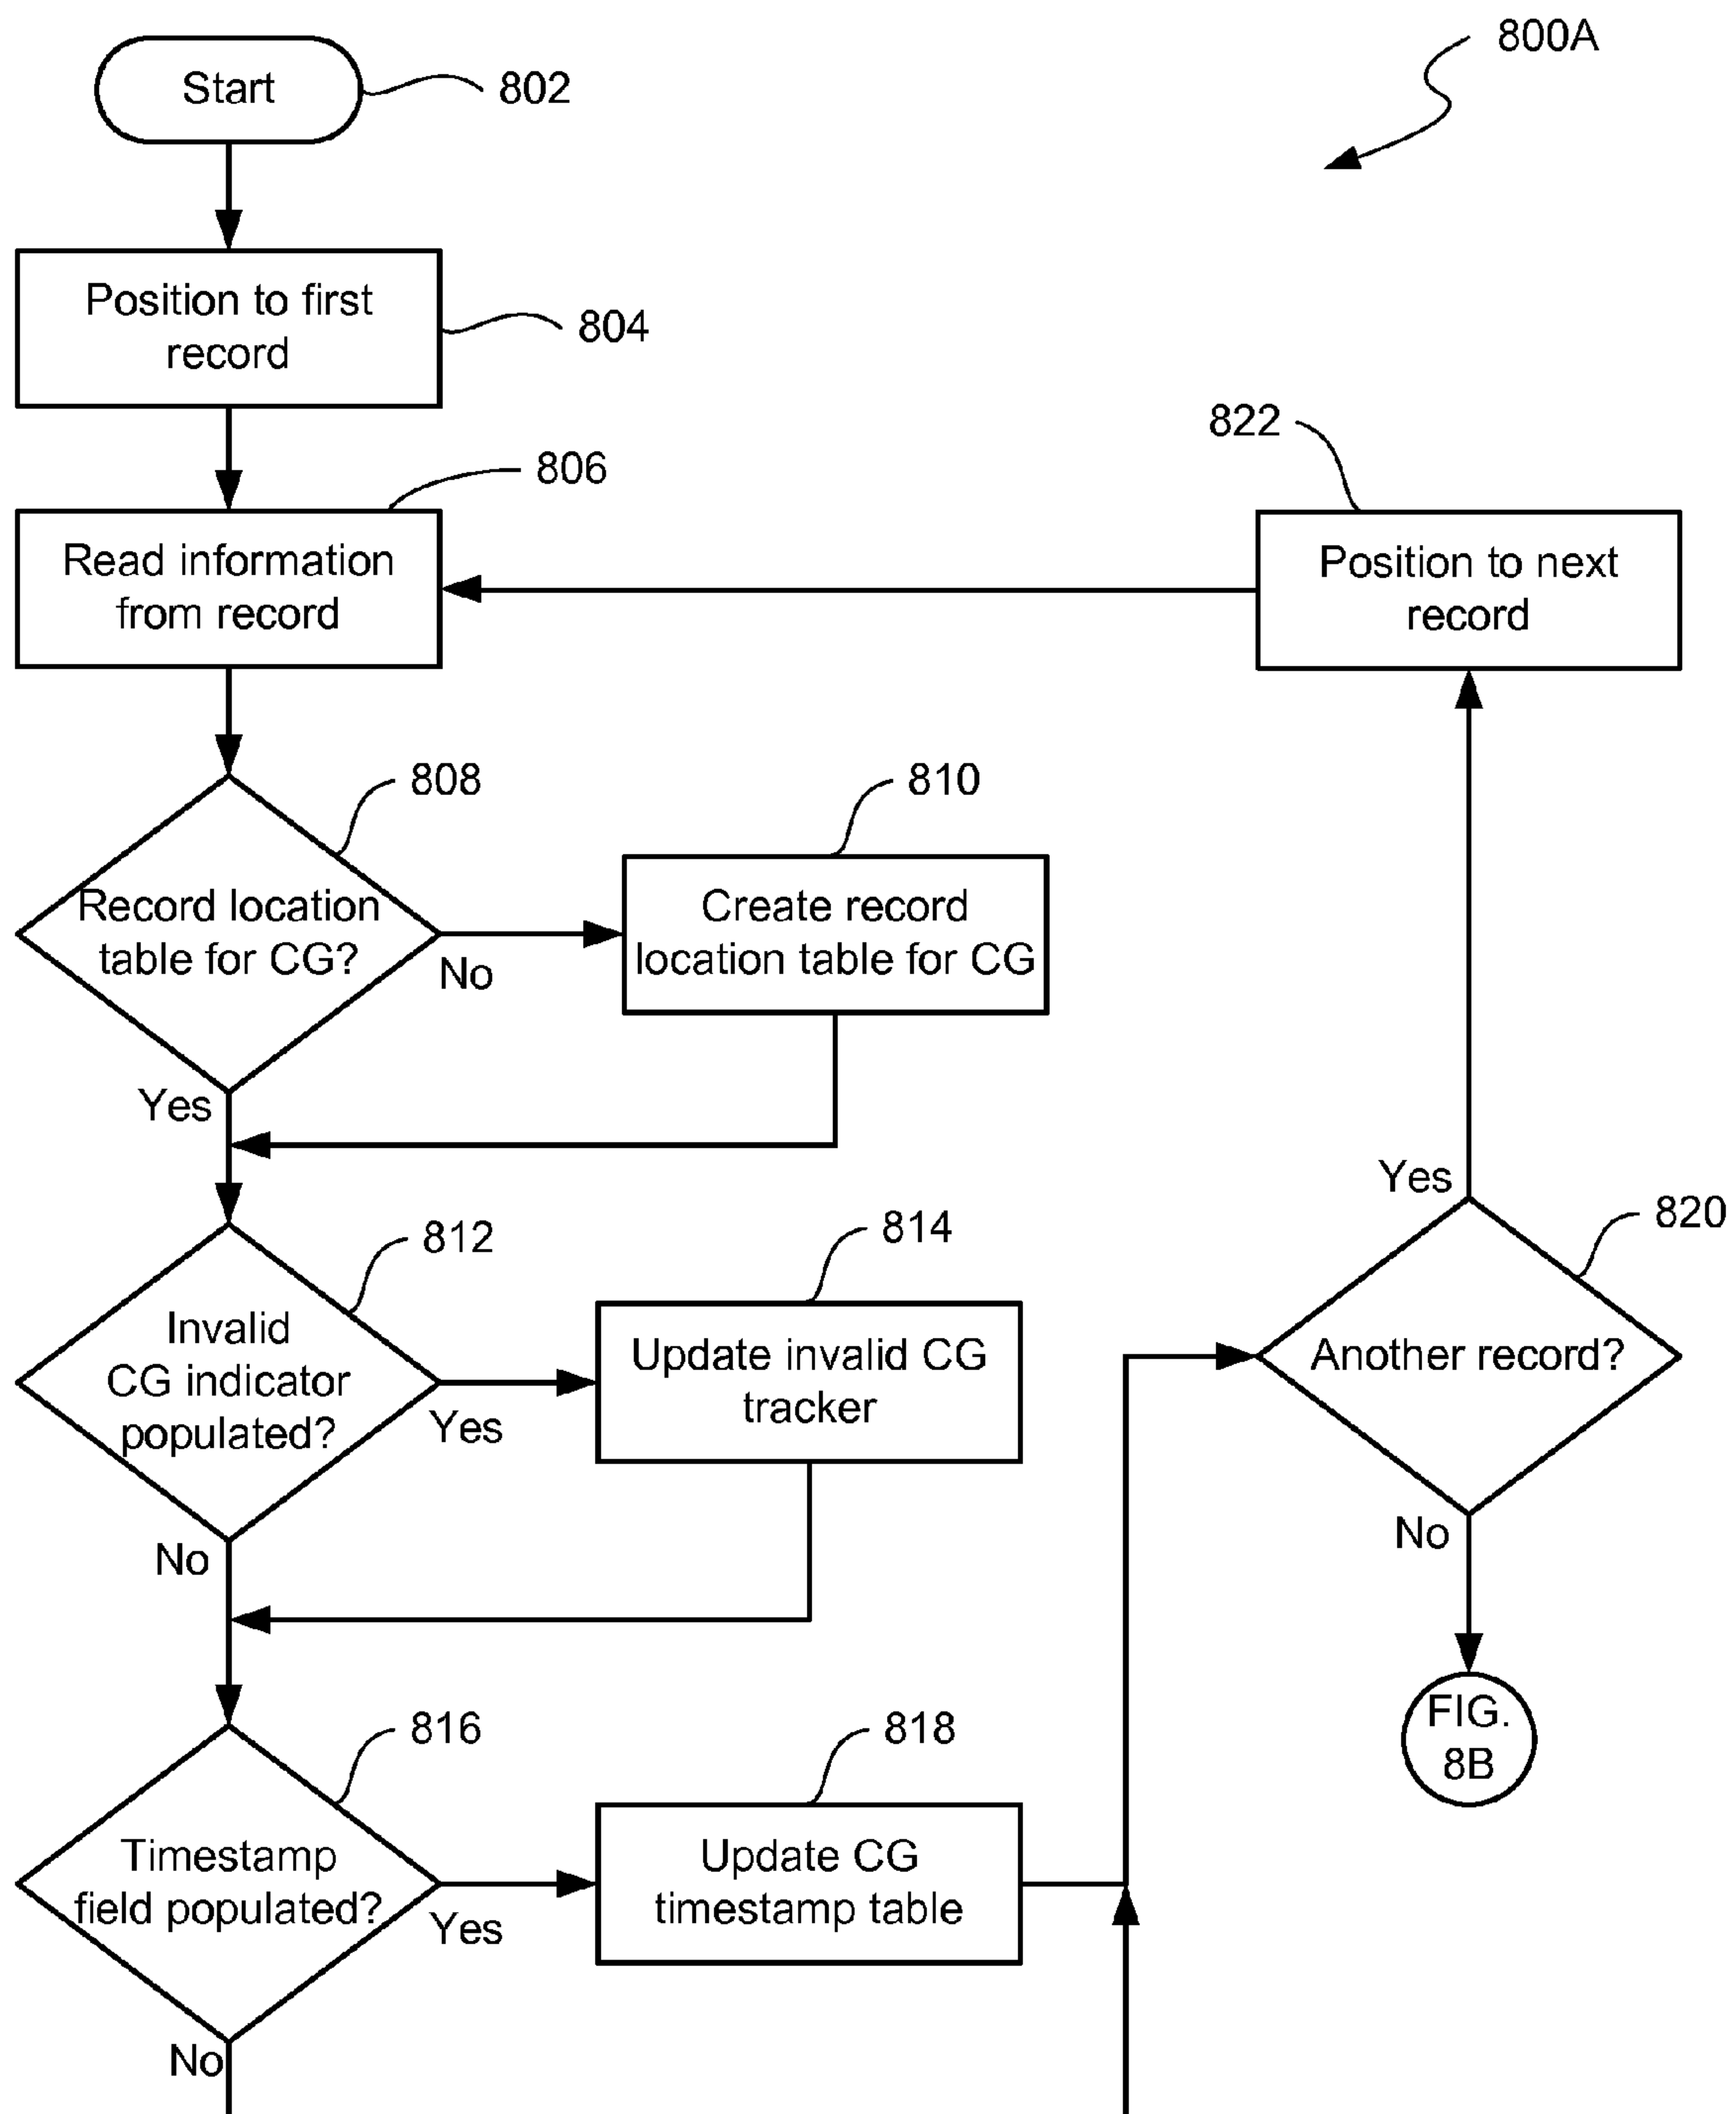 800A
Start
802
Position to first
record
804
806
Read information
from record
822
Position to next
record
808
Record location
table for CG?
No
Yes
810
Create record
location table for CG
812
Invalid
CG indicator
populated?
Yes
No
814
Update invalid CG
tracker
Yes
820
Another record?
No
FIG.
8B
816
Timestamp
field populated?
Yes
No
818
Update CG
timestamp table